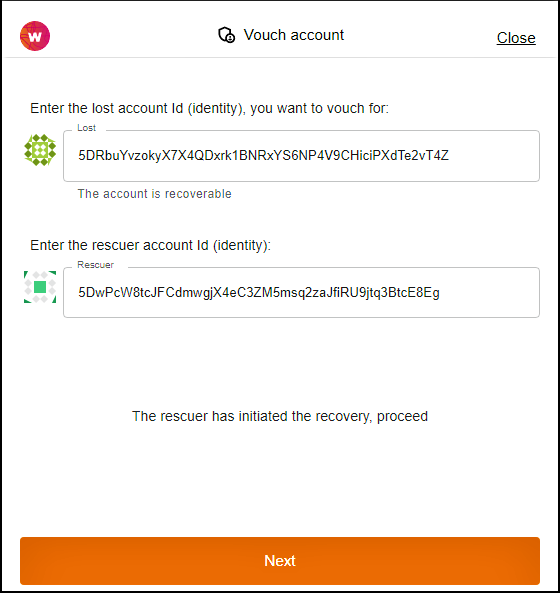 W
Vouch account
Close
Enter the lost account Id (identity), you want to vouch for:
Lost
5DRbuYvzokyX7X4QDxrk1BNRxYS6NP4V9CHiciPXdTe2vT4Z
The account is recoverable
Enter the rescuer account Id (identity):
Rescuer
5DwPcW8tcJFCdmwgjX4eC3ZM5msq2zaJfiRU9jtq3BtcE8Eg
The rescuer has initiated the recovery, proceed
Next